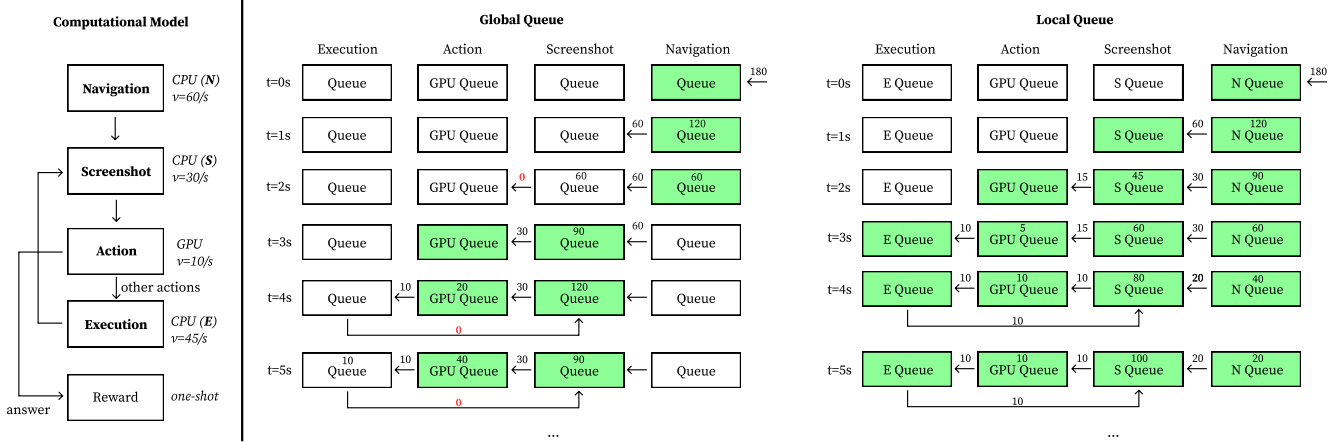 Computational Model
Navigation
CPU (N)
v=60/s
Screenshot
CPU (S)
v=30/s
Action
GPU
v=10/s
other actions
Execution
CPU (E)
v=45/s
Reward
one-shot
answer
Global Queue
Execution Action Screenshot Navigation
t=0s Queue GPU Queue Queue Queue 180
t=1s Queue GPU Queue Queue 60 120 Queue
t=2s Queue GPU Queue 0 60 Queue 60 60 Queue
t=3s Queue GPU Queue 30 90 Queue 60 Queue
t=4s Queue 10 20 GPU Queue 30 120 Queue Queue
0
t=5s 10 Queue 10 40 GPU Queue 30 90 Queue Queue
0
...
Local Queue
Execution Action Screenshot Navigation
t=0s E Queue GPU Queue S Queue N Queue 180
t=1s E Queue GPU Queue S Queue 60 120 N Queue
t=2s E Queue GPU Queue 15 45 S Queue 30 90 N Queue
t=3s E Queue 10 5 GPU Queue 15 60 S Queue 30 60 N Queue
t=4s E Queue 10 10 GPU Queue 10 80 S Queue 20 40 N Queue
10
t=5s E Queue 10 10 GPU Queue 10 100 S Queue 20 20 N Queue
10
...